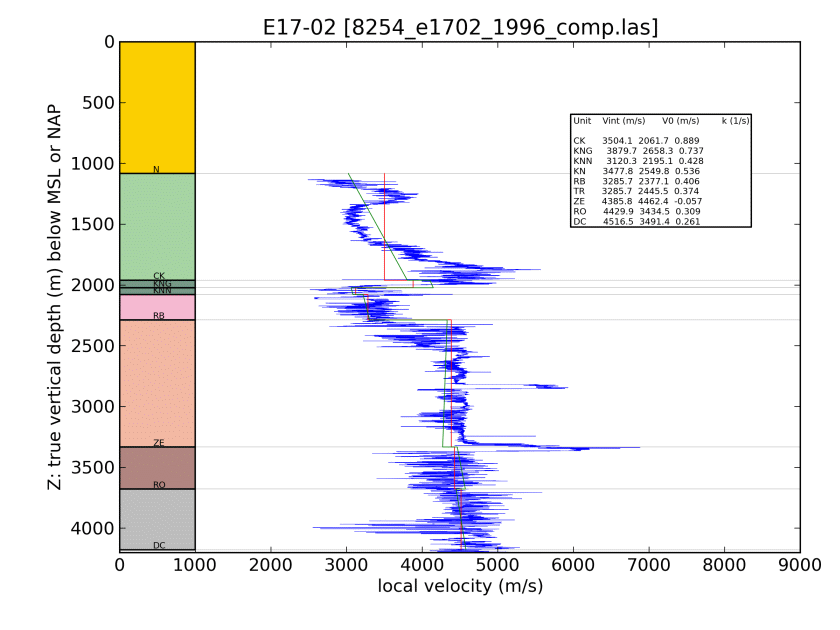 E17-02 [8254_e1702_1996_comp.las]
0
500
1000
1500
2000
2500
3000
3500
4000
Z: true vertical depth (m) below MSL or NAP
N
CK
KNG
KNN
RB
ZE
RO
DC
Unit Vint (m/s) V0 (m/s) k (1/s)
CK 3504.1 2061.7 0.889
KNG 3879.7 2658.3 0.737
KNN 3120.3 2195.1 0.428
KN 3477.8 2549.8 0.536
RB 3285.7 2377.1 0.406
TR 3285.7 2445.5 0.374
ZE 4385.8 4462.4 -0.057
RO 4429.9 3434.5 0.309
DC 4516.5 3491.4 0.261
0 1000 2000 3000 4000 5000 6000 7000 8000 9000
local velocity (m/s)